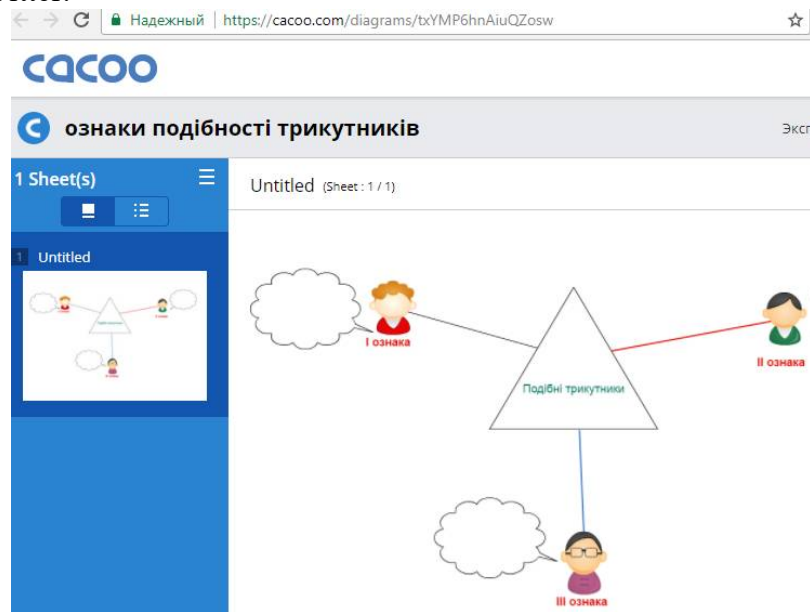 Надежный | https://cacoo.com/diagrams/txYMP6hnAiuQZosw
cacoo
ознаки подібності трикутників
1 Sheet(s)
Untitled (Sheet : 1 / 1)
1 Untitled
I ознака
II ознака
Подібні трикутники
III ознака